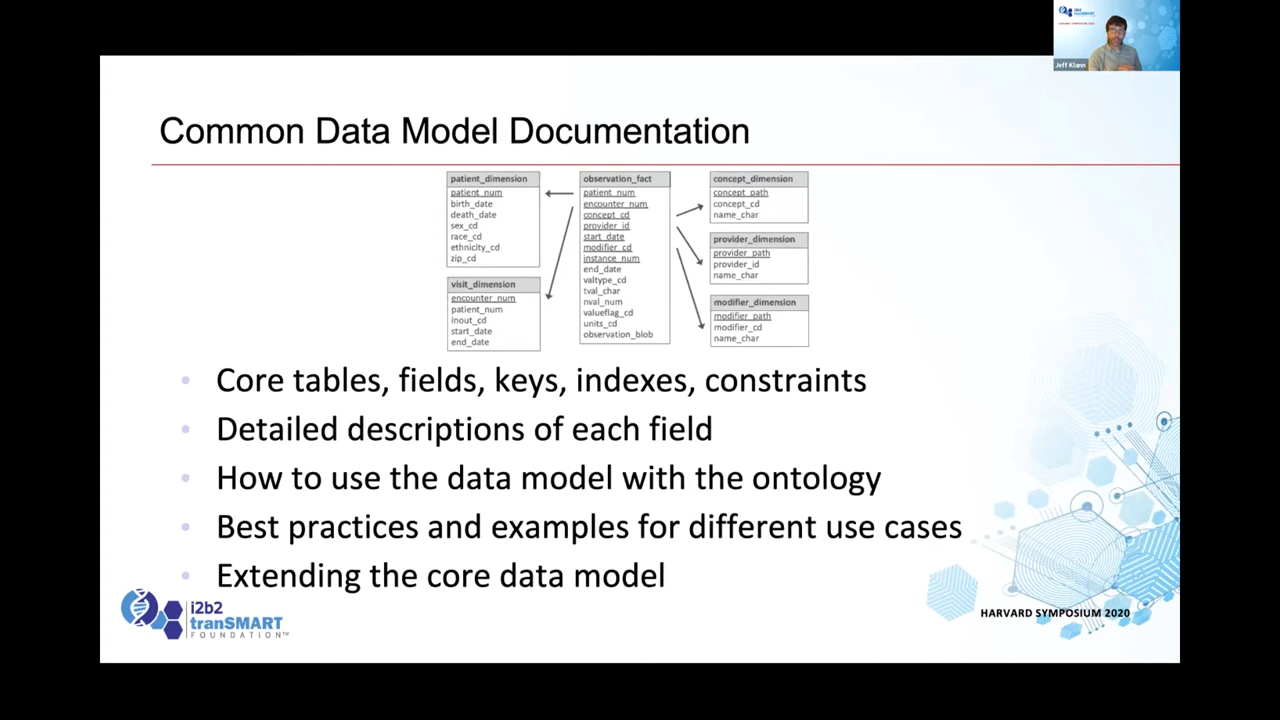 i2b2
tranSMART
Jeff Klann
Common Data Model Documentation
patient_dimension
patient_num
birth_date
death_date
sex_cd
race_cd
ethnicity_cd
zip_cd
visit_dimension
encounter_num
patient_num
inout_cd
start_date
end_date
observation_fact
patient_num
encounter_num
concept_cd
provider_id
start_date
modifier_cd
instance_num
end_date
valtype_cd
tval_char
nval_num
valueflag_cd
units_cd
observation_blob
concept_dimension
concept_path
concept_cd
name_char
provider_dimension
provider_path
provider_id
name_char
modifier_dimension
modifier_path
modifier_cd
name_char
• Core tables, fields, keys, indexes, constraints
• Detailed descriptions of each field
• How to use the data model with the ontology
• Best practices and examples for different use cases
• Extending the core data model
i2b2
tranSMART
FOUNDATION™
HARVARD SYMPOSIUM 2020